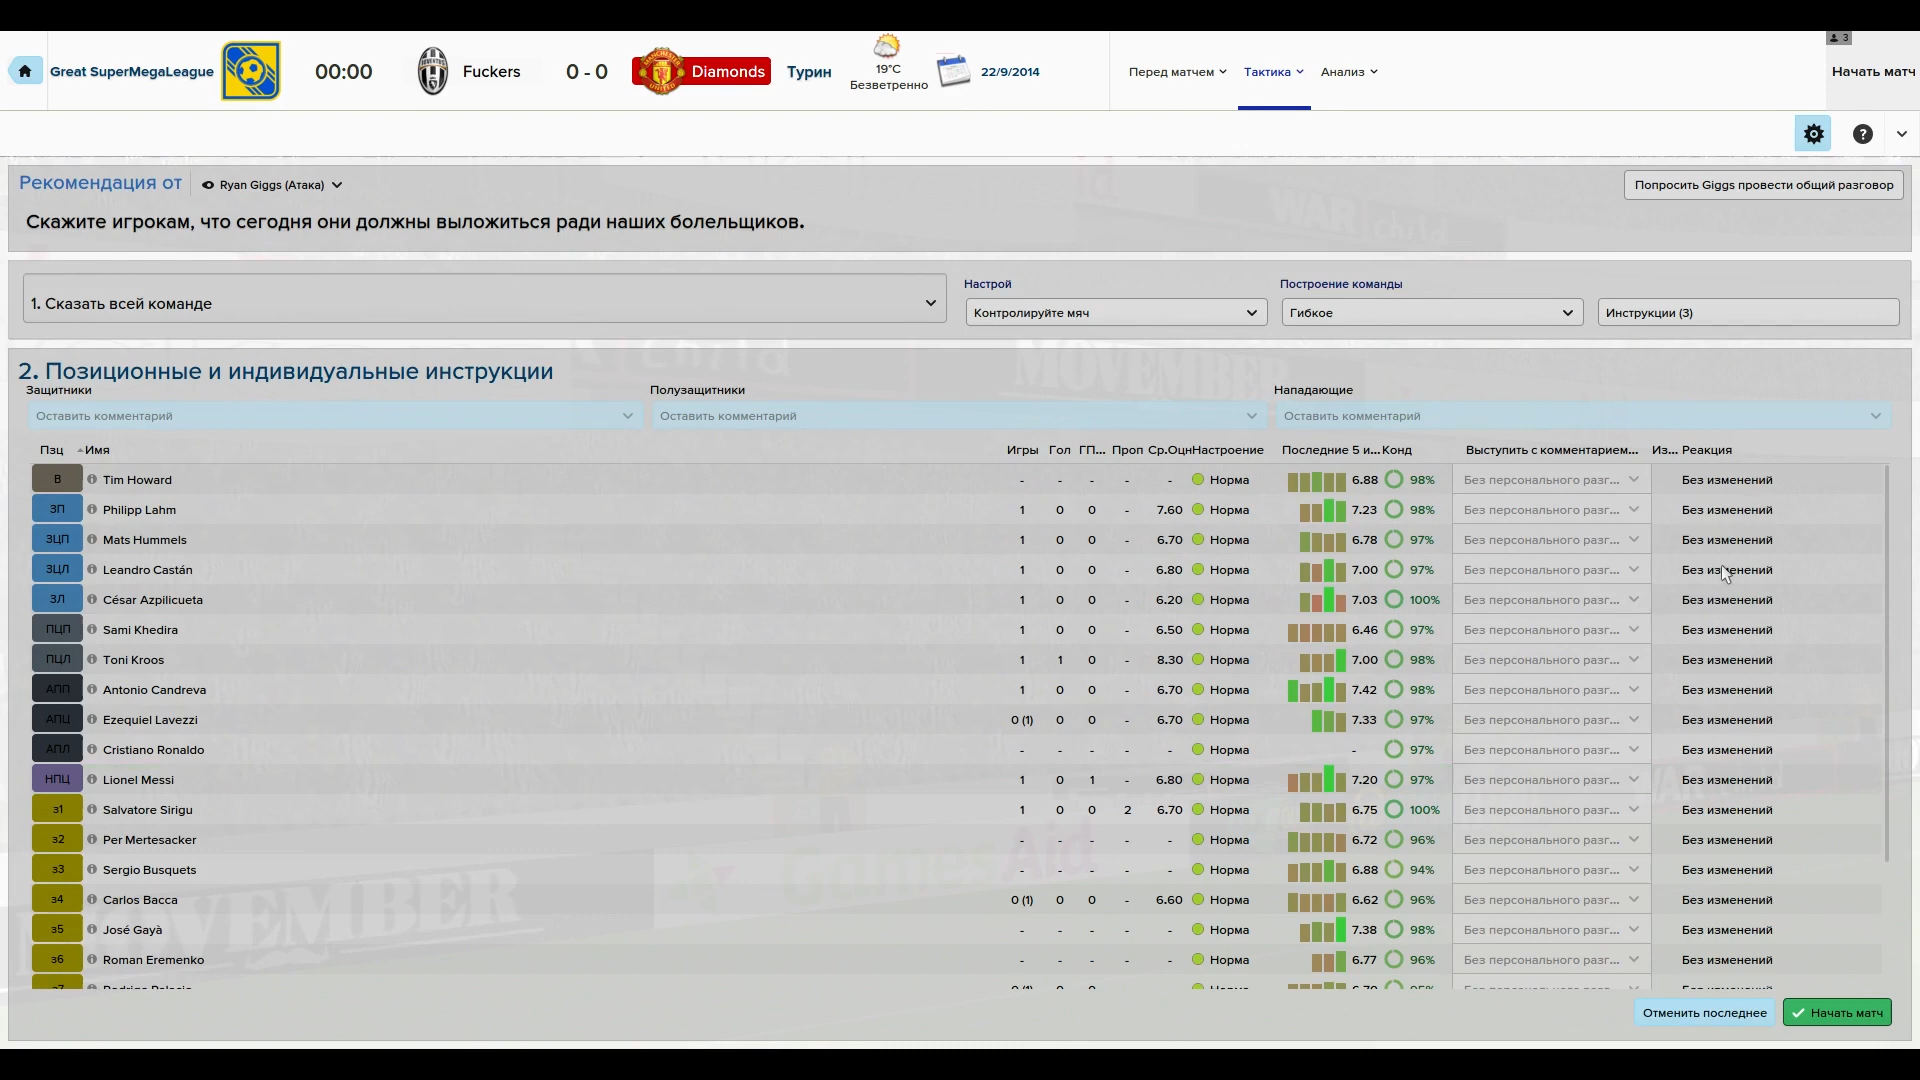 3
Great SuperMegaLeague 00:00 Fuckers 0 - 0 Diamonds Турин 19°C 22/9/2014 Перед матчем Тактика Анализ Начать матч
Безветренно
Рекомендация от Ryan Giggs (Атака) Попросить Giggs провести общий разговор
Скажите игрокам, что сегодня они должны выложиться ради наших болельщиков.
Настрой Построение команды
1. Сказать всей команде Контролируйте мяч Гибкое Инструкции (3)
2. Позиционные и индивидуальные инструкции
Защитники Полузащитники Нападающие
Оставить комментарий Оставить комментарий Оставить комментарий
Пзц Имя Игры Гол ГП... Проп Ср.Оцн Настроение Последние 5 и... Конд Выступить с комментарием... Из... Реакция
В Tim Howard - - - - - Норма 6.88 98% Без персонального разг... Без изменений
ЗП Philipp Lahm 1 0 0 - 7.60 Норма 7.23 98% Без персонального разг... Без изменений
ЗЦП Mats Hummels 1 0 0 - 6.70 Норма 6.78 97% Без персонального разг... Без изменений
ЗЦЛ Leandro Castán 1 0 0 - 6.80 Норма 7.00 97% Без персонального разг... Без изменений
ЗЛ César Azpilicueta 1 0 0 - 6.20 Норма 7.03 100% Без персонального разг... Без изменений
ПЦП Sami Khedira 1 0 0 - 6.50 Норма 6.46 97% Без персонального разг... Без изменений
ПЦЛ Toni Kroos 1 1 0 - 8.30 Норма 7.00 98% Без персонального разг... Без изменений
АПП Antonio Candreva 1 0 0 - 6.70 Норма 7.42 98% Без персонального разг... Без изменений
АПЦ Ezequiel Lavezzi 0 (1) 0 0 - 6.70 Норма 7.33 97% Без персонального разг... Без изменений
АПЛ Cristiano Ronaldo - - - - - Норма - 97% Без персонального разг... Без изменений
НПЦ Lionel Messi 1 0 1 - 6.80 Норма 7.20 97% Без персонального разг... Без изменений
з1 Salvatore Sirigu 1 0 0 2 6.70 Норма 6.75 100% Без персонального разг... Без изменений
з2 Per Mertesacker - - - - - Норма 6.72 96% Без персонального разг... Без изменений
з3 Sergio Busquets - - - - - Норма 6.88 94% Без персонального разг... Без изменений
з4 Carlos Bacca 0 (1) 0 0 - 6.60 Норма 6.62 96% Без персонального разг... Без изменений
з5 José Gayà - - - - - Норма 7.38 98% Без персонального разг... Без изменений
з6 Roman Eremenko - - - - - Норма 6.77 96% Без персонального разг... Без изменений
Отменить последнее Начать матч